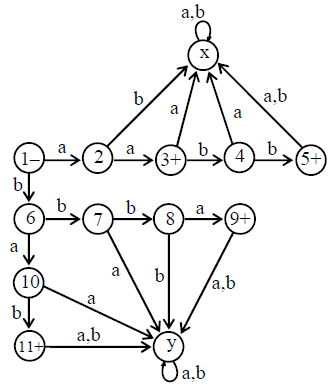 a,b
x
b a a a,b
1– a 2 a 3+ b 4 b 5+
b
6 b 7 b 8 a 9+
a
10 a a b a,b
b
11+ a,b y
a,b